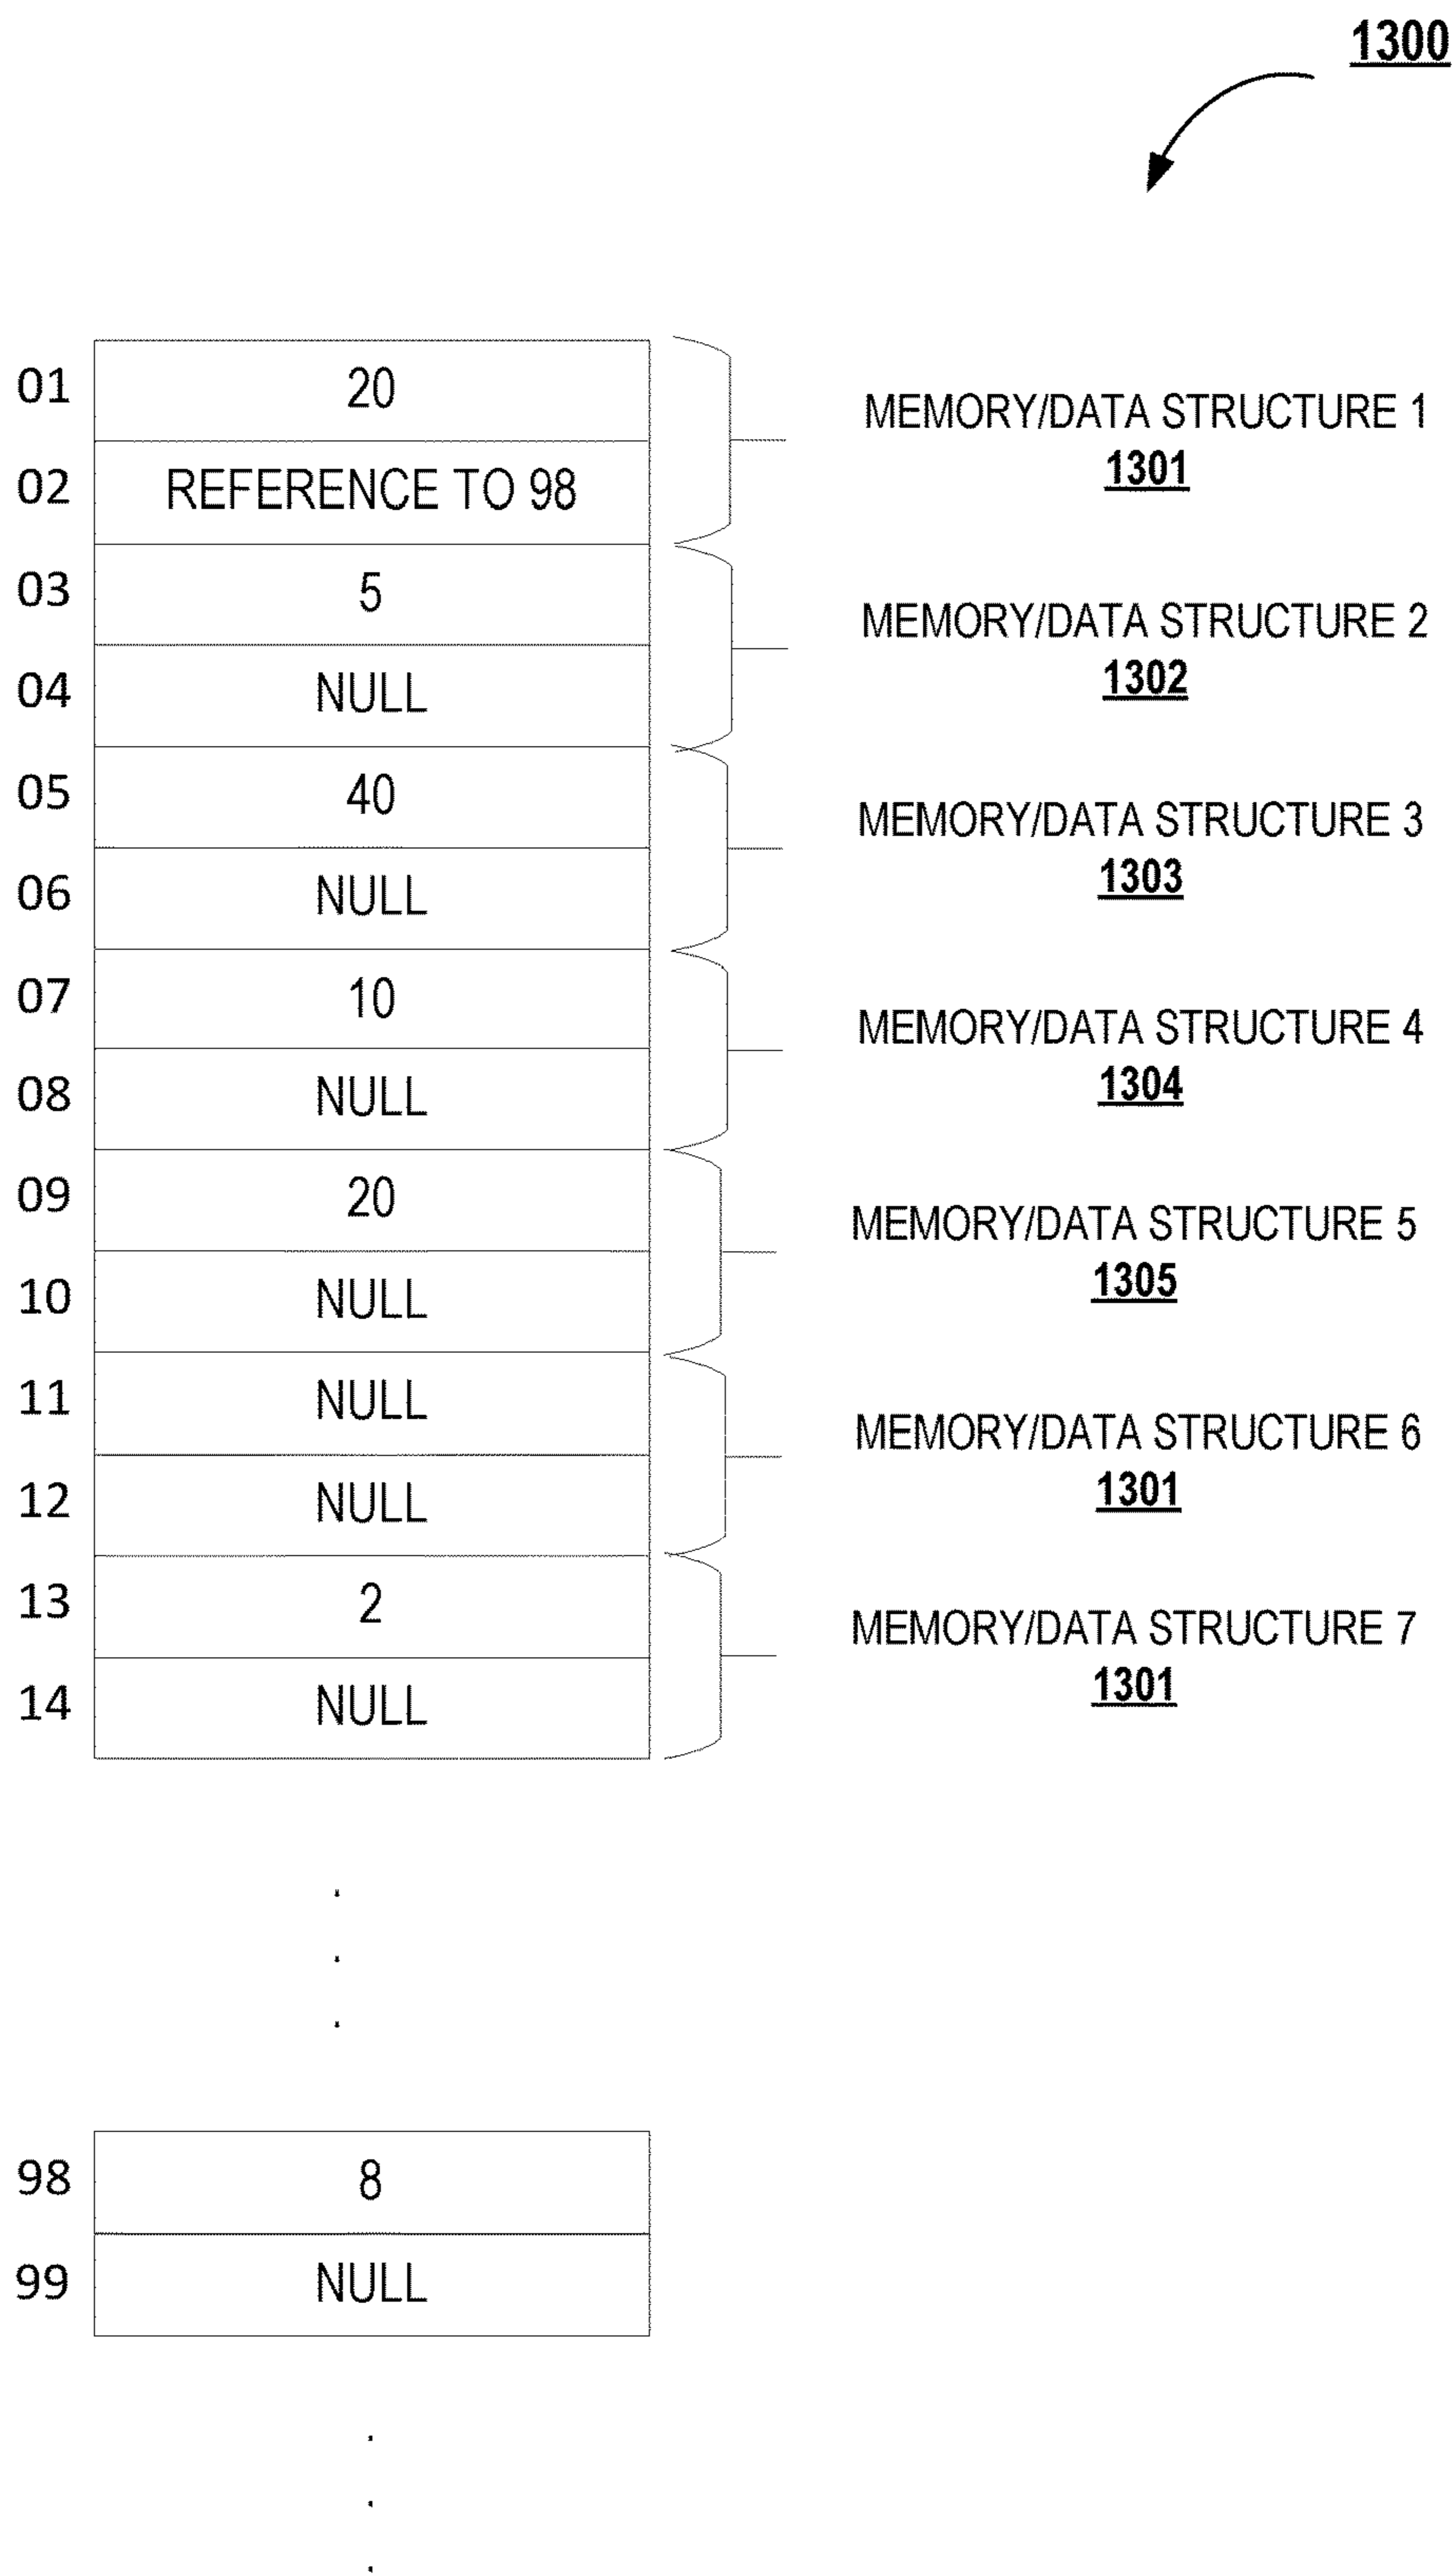 1300
01 20
MEMORY/DATA STRUCTURE 1
1301
02 REFERENCE TO 98
03 5
MEMORY/DATA STRUCTURE 2
1302
04 NULL
05 40
MEMORY/DATA STRUCTURE 3
1303
06 NULL
07 10
MEMORY/DATA STRUCTURE 4
1304
08 NULL
09 20
MEMORY/DATA STRUCTURE 5
1305
10 NULL
11 NULL
MEMORY/DATA STRUCTURE 6
1301
12 NULL
13 2
MEMORY/DATA STRUCTURE 7
1301
14 NULL
98 8
99 NULL